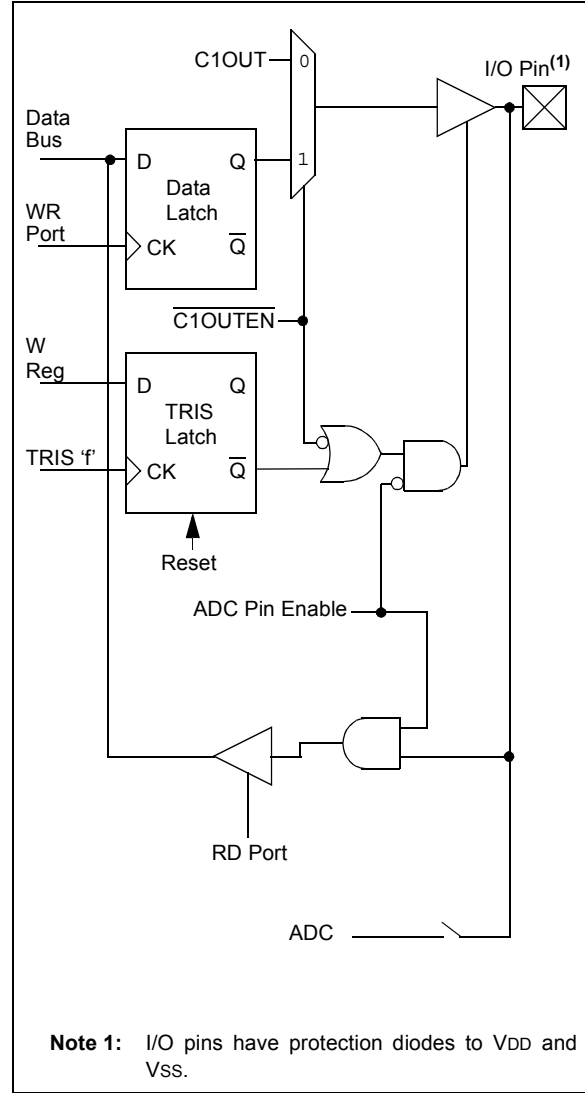 C1OUT
0
I/O Pin(1)
Data
Bus
D
Q
1
Data
Latch
WR
Port
CK
Q
C1OUTEN
W
Reg
D
Q
TRIS
Latch
TRIS ‘f’
CK
Q
Reset
ADC Pin Enable
RD Port
ADC
Note 1: I/O pins have protection diodes to VDD and
VSS.